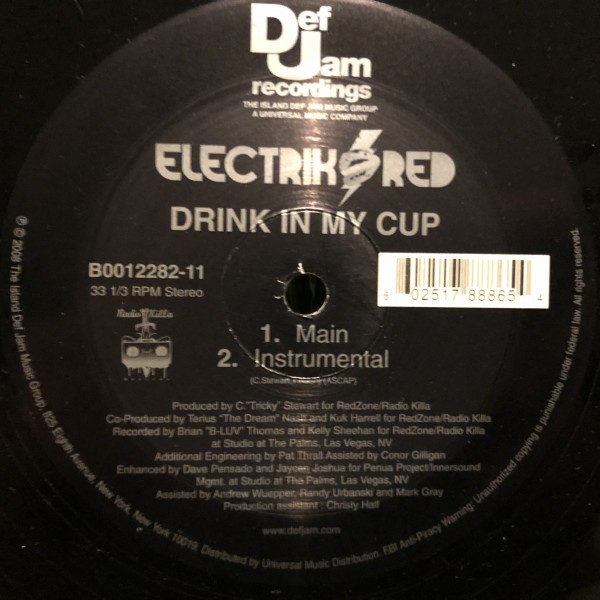 Def
Jam
recordings
THE ISLAND DEF JAM MUSIC GROUP
A UNIVERSAL MUSIC COMPANY
ELECTRIK RED
DRINK IN MY CUP
B0012282-11
33 1/3 RPM Stereo
6 02517 88865 4
Radio Killa
RECORDS
1. Main
2. Instrumental
(C.Stewart, (ASCAP)
Produced by C."Tricky" Stewart for RedZone/Radio Killa
Co-Produced by Terius "The Dream" Nash and Kuk Harrell for RedZone/Radio Killa
Recorded by Brian "B-LUV" Thomas and Kelly Sheehan for RedZone/Radio Killa
at Studio at The Palms, Las Vegas, NV
Additional Engineering by Pat Thrall Assisted by Conor Gilligan
Enhanced by Dave Pensado and Jaycen Joshua for Penua Project/Innersound
Mgmt. at Studio at The Palms, Las Vegas, NV
Assisted by Andrew Wuepper, Randy Urbanski and Mark Gray
Production assistant : Christy Hall
www.defjam.com
℗ © 2008 The Island Def Jam Music Group, 825 Eighth Avenue, New York, New York 10019. Distributed by Universal Music Distribution. FBI Anti-Piracy Warning: Unauthorized copying is punishable under federal law. All rights reserved.